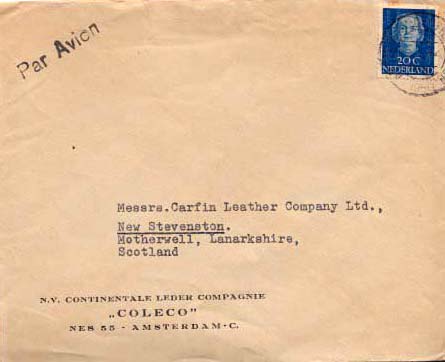 Par Avion
20 C
NEDERLAND
Messrs.Carfin Leather Company Ltd.,
New Stevenston.
Motherwell, Lanarkshire,
Scotland
N.V. CONTINENTALE LEDER COMPAGNIE
„COLECO”
NES 55 - AMSTERDAM-C.